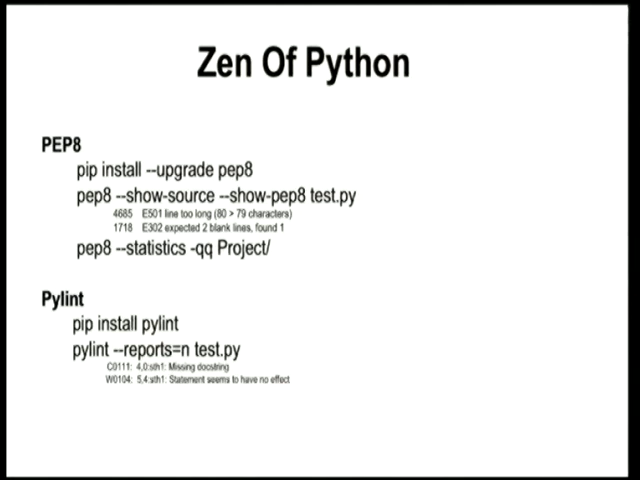 Zen Of Python
PEP8
pip install --upgrade pep8
pep8 --show-source --show-pep8 test.py
4685 E501 line too long (80 > 79 characters)
1718 E302 expected 2 blank lines, found 1
pep8 --statistics -qq Project/
Pylint
pip install pylint
pylint --reports=n test.py
C0111: 4,0:sth1: Missing docstring
W0104: 5,4:sth1: Statement seems to have no effect